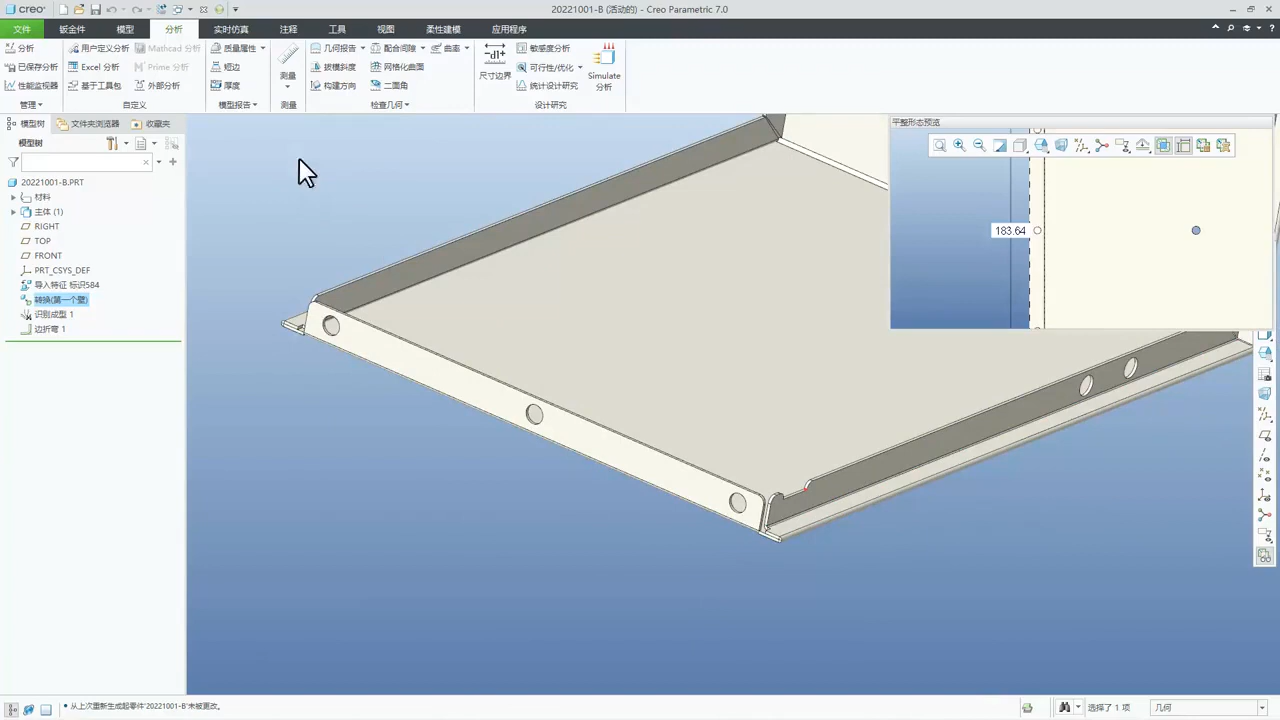 creo
20221001-B (活动的) - Creo Parametric 7.0
文件 钣金件 模型 分析 实时仿真 工具 注释 视图 柔性建模 应用程序
分析 用户定义分析 Mathcad 分析 质量属性 几何报告 配合间隙 曲率 敏感度分析
已保存分析 Excel 分析 Prime 分析 短边 测量 拔模斜度 网格化曲面 尺寸边界 可行性/优化 Simulate
性能监视器 基于工具包 外部分析 厚度 构建方向 二面角 统计设计研究 分析
管理 自定义 模型报告 测量 检查几何 设计研究
模型树 文件夹浏览器 收藏夹
模型树
20221001-B.PRT
材料
主体 (1)
RIGHT
TOP
FRONT
PRT_CSYS_DEF
导入特征 标识584
转换(第一个壁)
识别成型 1
边折弯 1
平整形态预览
183.64
从上次重新生成起零件'20221001-B'未被更改。
选择了 1 项
几何